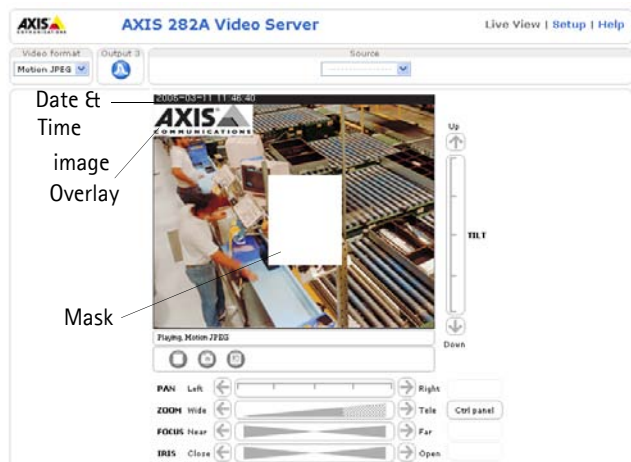 AXIS
COMMUNICATIONS
AXIS 282A Video Server
Live View | Setup | Help
Video format
Output 3
Source
Motion JPEG
Date &
Time
2005-03-11 11:46:40
AXIS
COMMUNICATIONS
image
Overlay
Mask
Up
TILT
Down
Playing, Motion JPEG
PAN Left Right
ZOOM Wide Tele Ctrl panel
FOCUS Near Far
IRIS Close Open